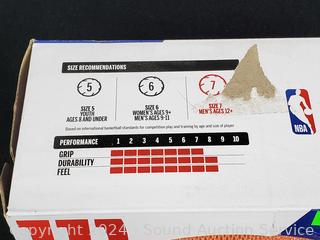 SIZE RECOMMENDATIONS
5 6 7
SIZE 5 SIZE 6 SIZE 7
YOUTH WOMEN'S AGES 9+ MEN'S AGES 12+
AGES 8 AND UNDER MEN'S AGES 9-11
Based on international basketball standards for competition play and training by age and size of player
NBA
PERFORMANCE 1 2 3 4 5 6 7 8 9 10
GRIP
DURABILITY
FEEL
Copyright 2024 Sound Auction Service